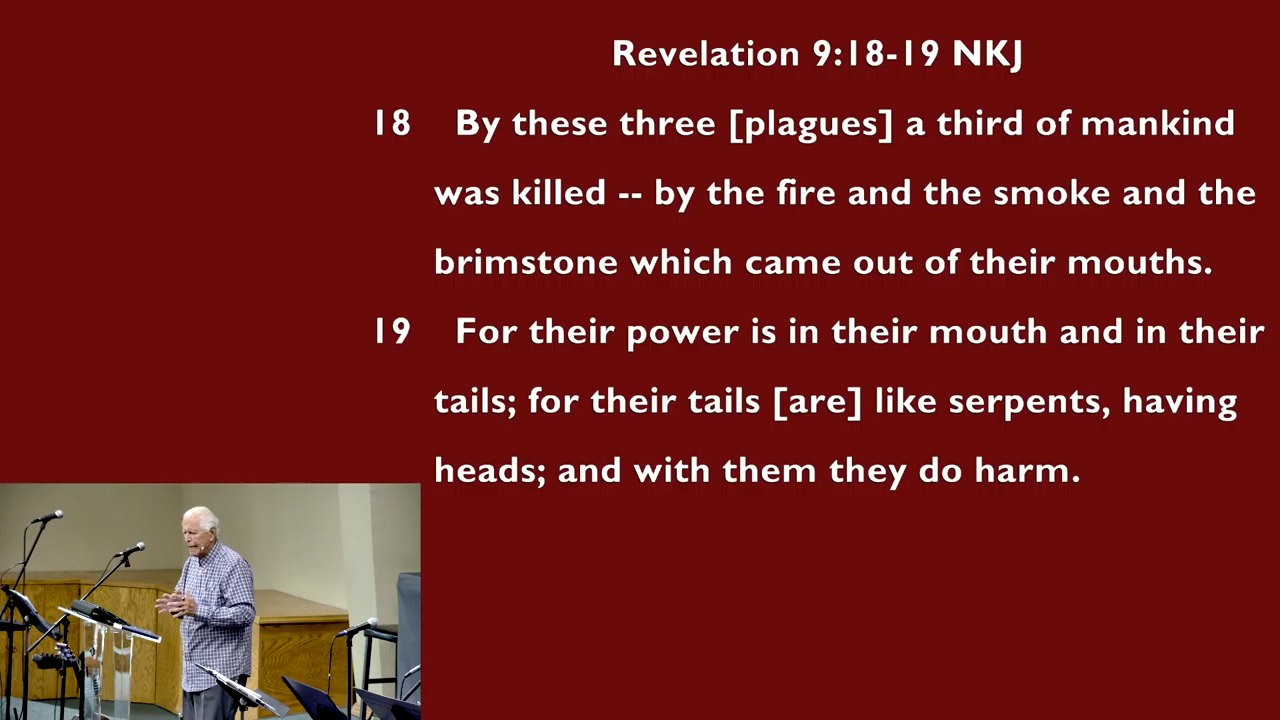 Revelation 9:18-19 NKJ
18 By these three [plagues] a third of mankind
was killed -- by the fire and the smoke and the
brimstone which came out of their mouths.
19 For their power is in their mouth and in their
tails; for their tails [are] like serpents, having
heads; and with them they do harm.